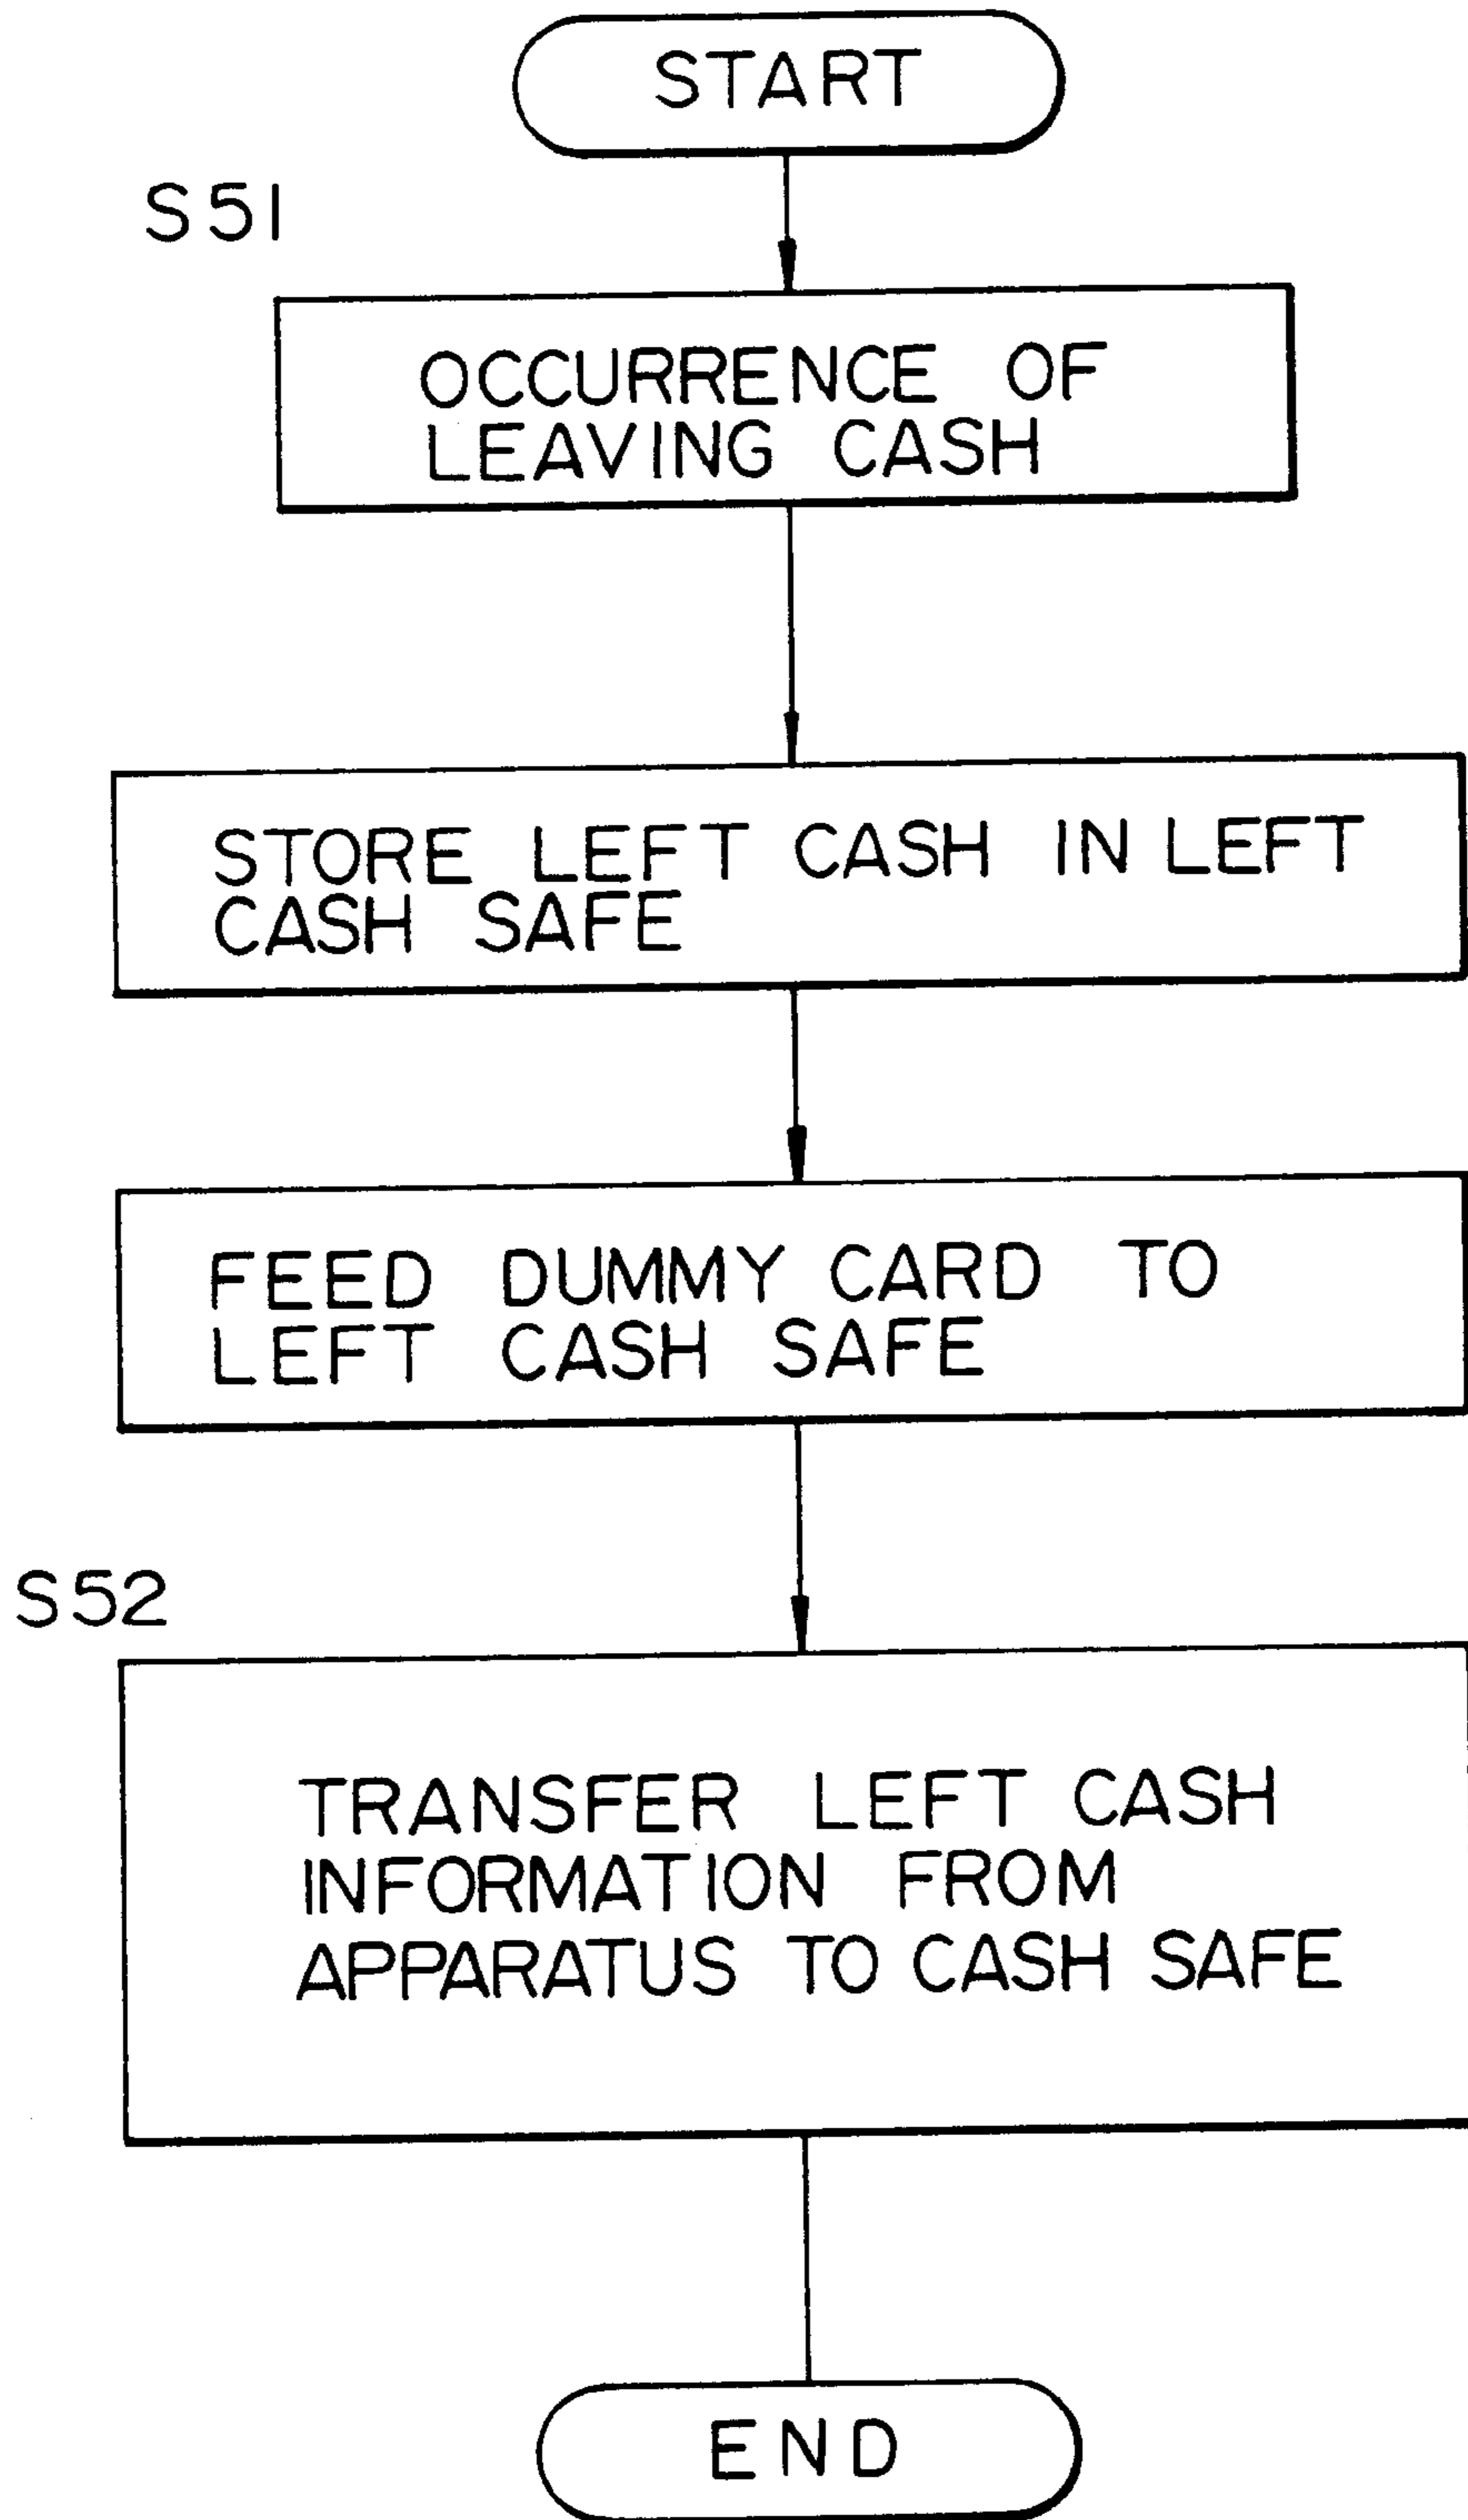 START
S51
OCCURRENCE OF
LEAVING CASH
STORE LEFT CASH IN LEFT
CASH SAFE
FEED DUMMY CARD TO
LEFT CASH SAFE
S52
TRANSFER LEFT CASH
INFORMATION FROM
APPARATUS TO CASH SAFE
END